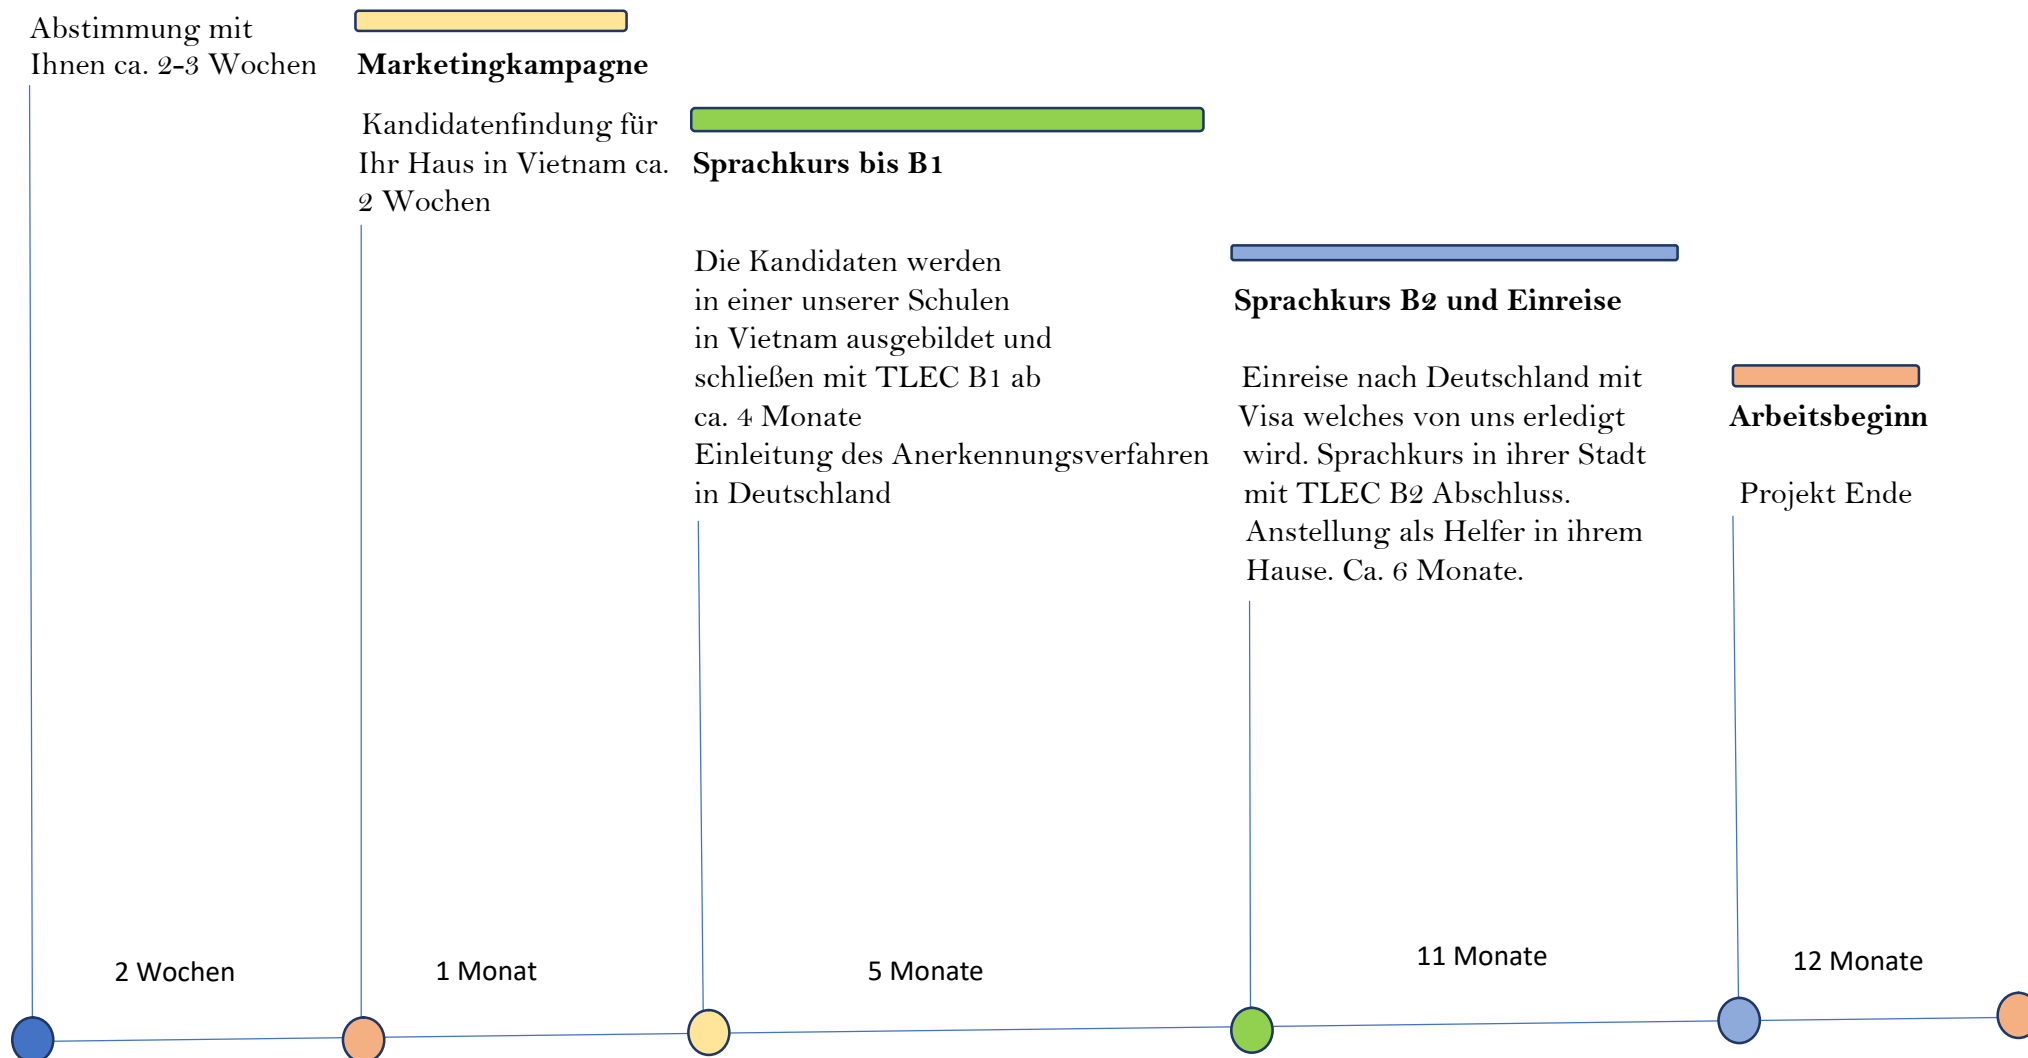 Abstimmung mit
Ihnen ca. 2-3 Wochen
Marketingkampagne
Kandidatenfindung für
Ihr Haus in Vietnam ca.
2 Wochen
Sprachkurs bis B1
Die Kandidaten werden
in einer unserer Schulen
in Vietnam ausgebildet und
schließen mit TLEC B1 ab
ca. 4 Monate
Einleitung des Anerkennungsverfahren
in Deutschland
Sprachkurs B2 und Einreise
Einreise nach Deutschland mit
Visa welches von uns erledigt
wird. Sprachkurs in ihrer Stadt
mit TLEC B2 Abschluss.
Anstellung als Helfer in ihrem
Hause. Ca. 6 Monate.
Arbeitsbeginn
Projekt Ende
2 Wochen
1 Monat
5 Monate
11 Monate
12 Monate